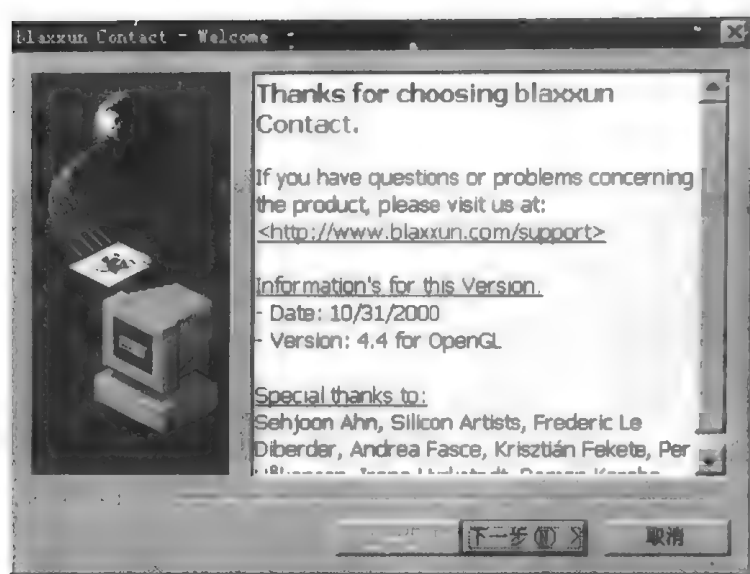 blaxxun Contact - Welcome
Thanks for choosing blaxxun
Contact.
If you have questions or problems concerning
the product, please visit us at:
<http://www.blaxxun.com/support>
Information's for this Version.
- Date: 10/31/2000
- Version: 4.4 for OpenGL
Special thanks to:
Sehjoon Ahn, Silicon Artists, Frederic Le
Diberder, Andrea Fasce, Krisztián Fekete, Per
下一步(N) >
取消